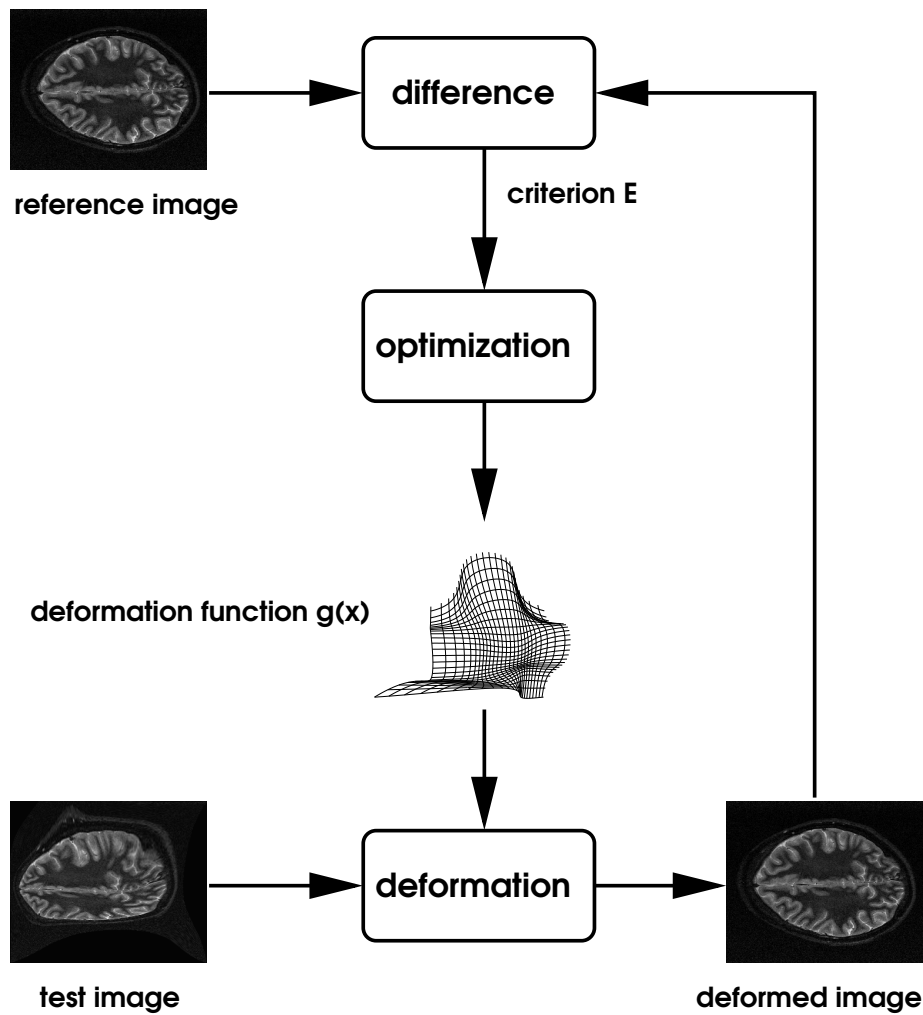 difference
criterion E
reference image
optimization
deformation function g(x)
deformation
test image
deformed image